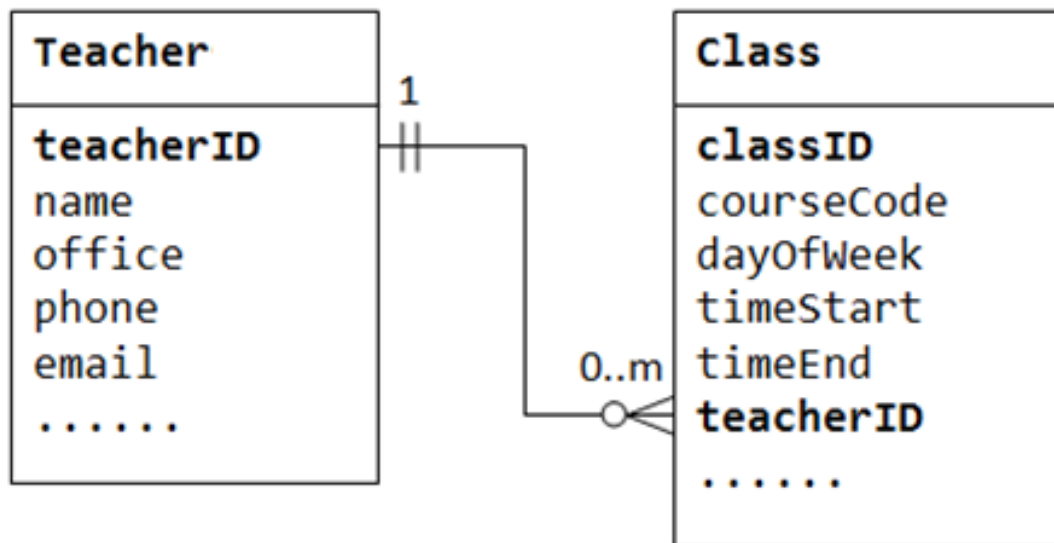 Teacher
teacherID
name
office
phone
email
......
1
0..m
Class
classID
courseCode
dayOfWeek
timeStart
timeEnd
teacherID
......